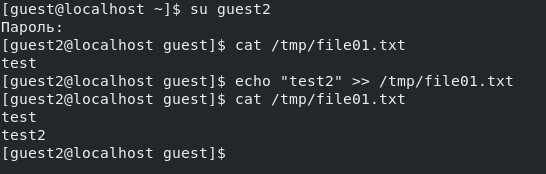 [guest@localhost ~]$ su guest2
Пароль:
[guest2@localhost guest]$ cat /tmp/file01.txt
test
[guest2@localhost guest]$ echo "test2" >> /tmp/file01.txt
[guest2@localhost guest]$ cat /tmp/file01.txt
test
test2
[guest2@localhost guest]$